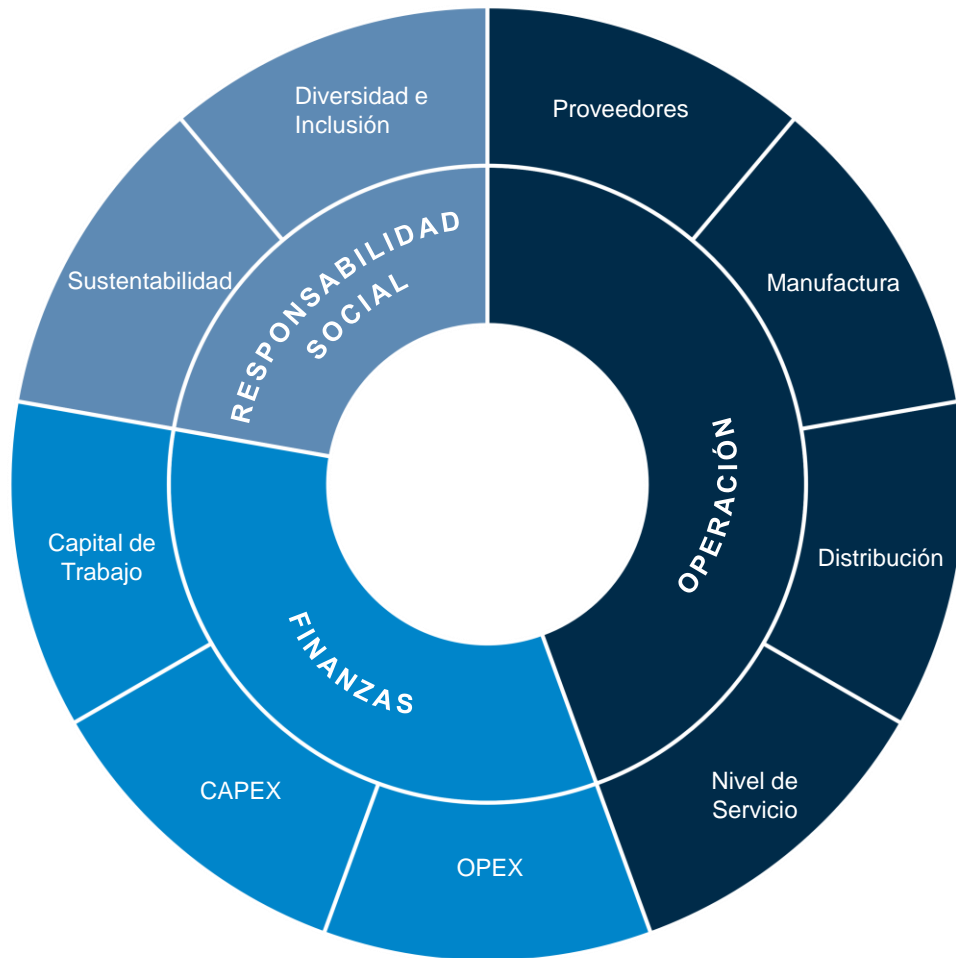 Diversidad e
Inclusión
Proveedores
Sustentabilidad
RESPONSABILIDAD
SOCIAL
Manufactura
OPERACIÓN
Distribución
Capital de
Trabajo
FINANZAS
CAPEX
OPEX
Nivel de
Servicio